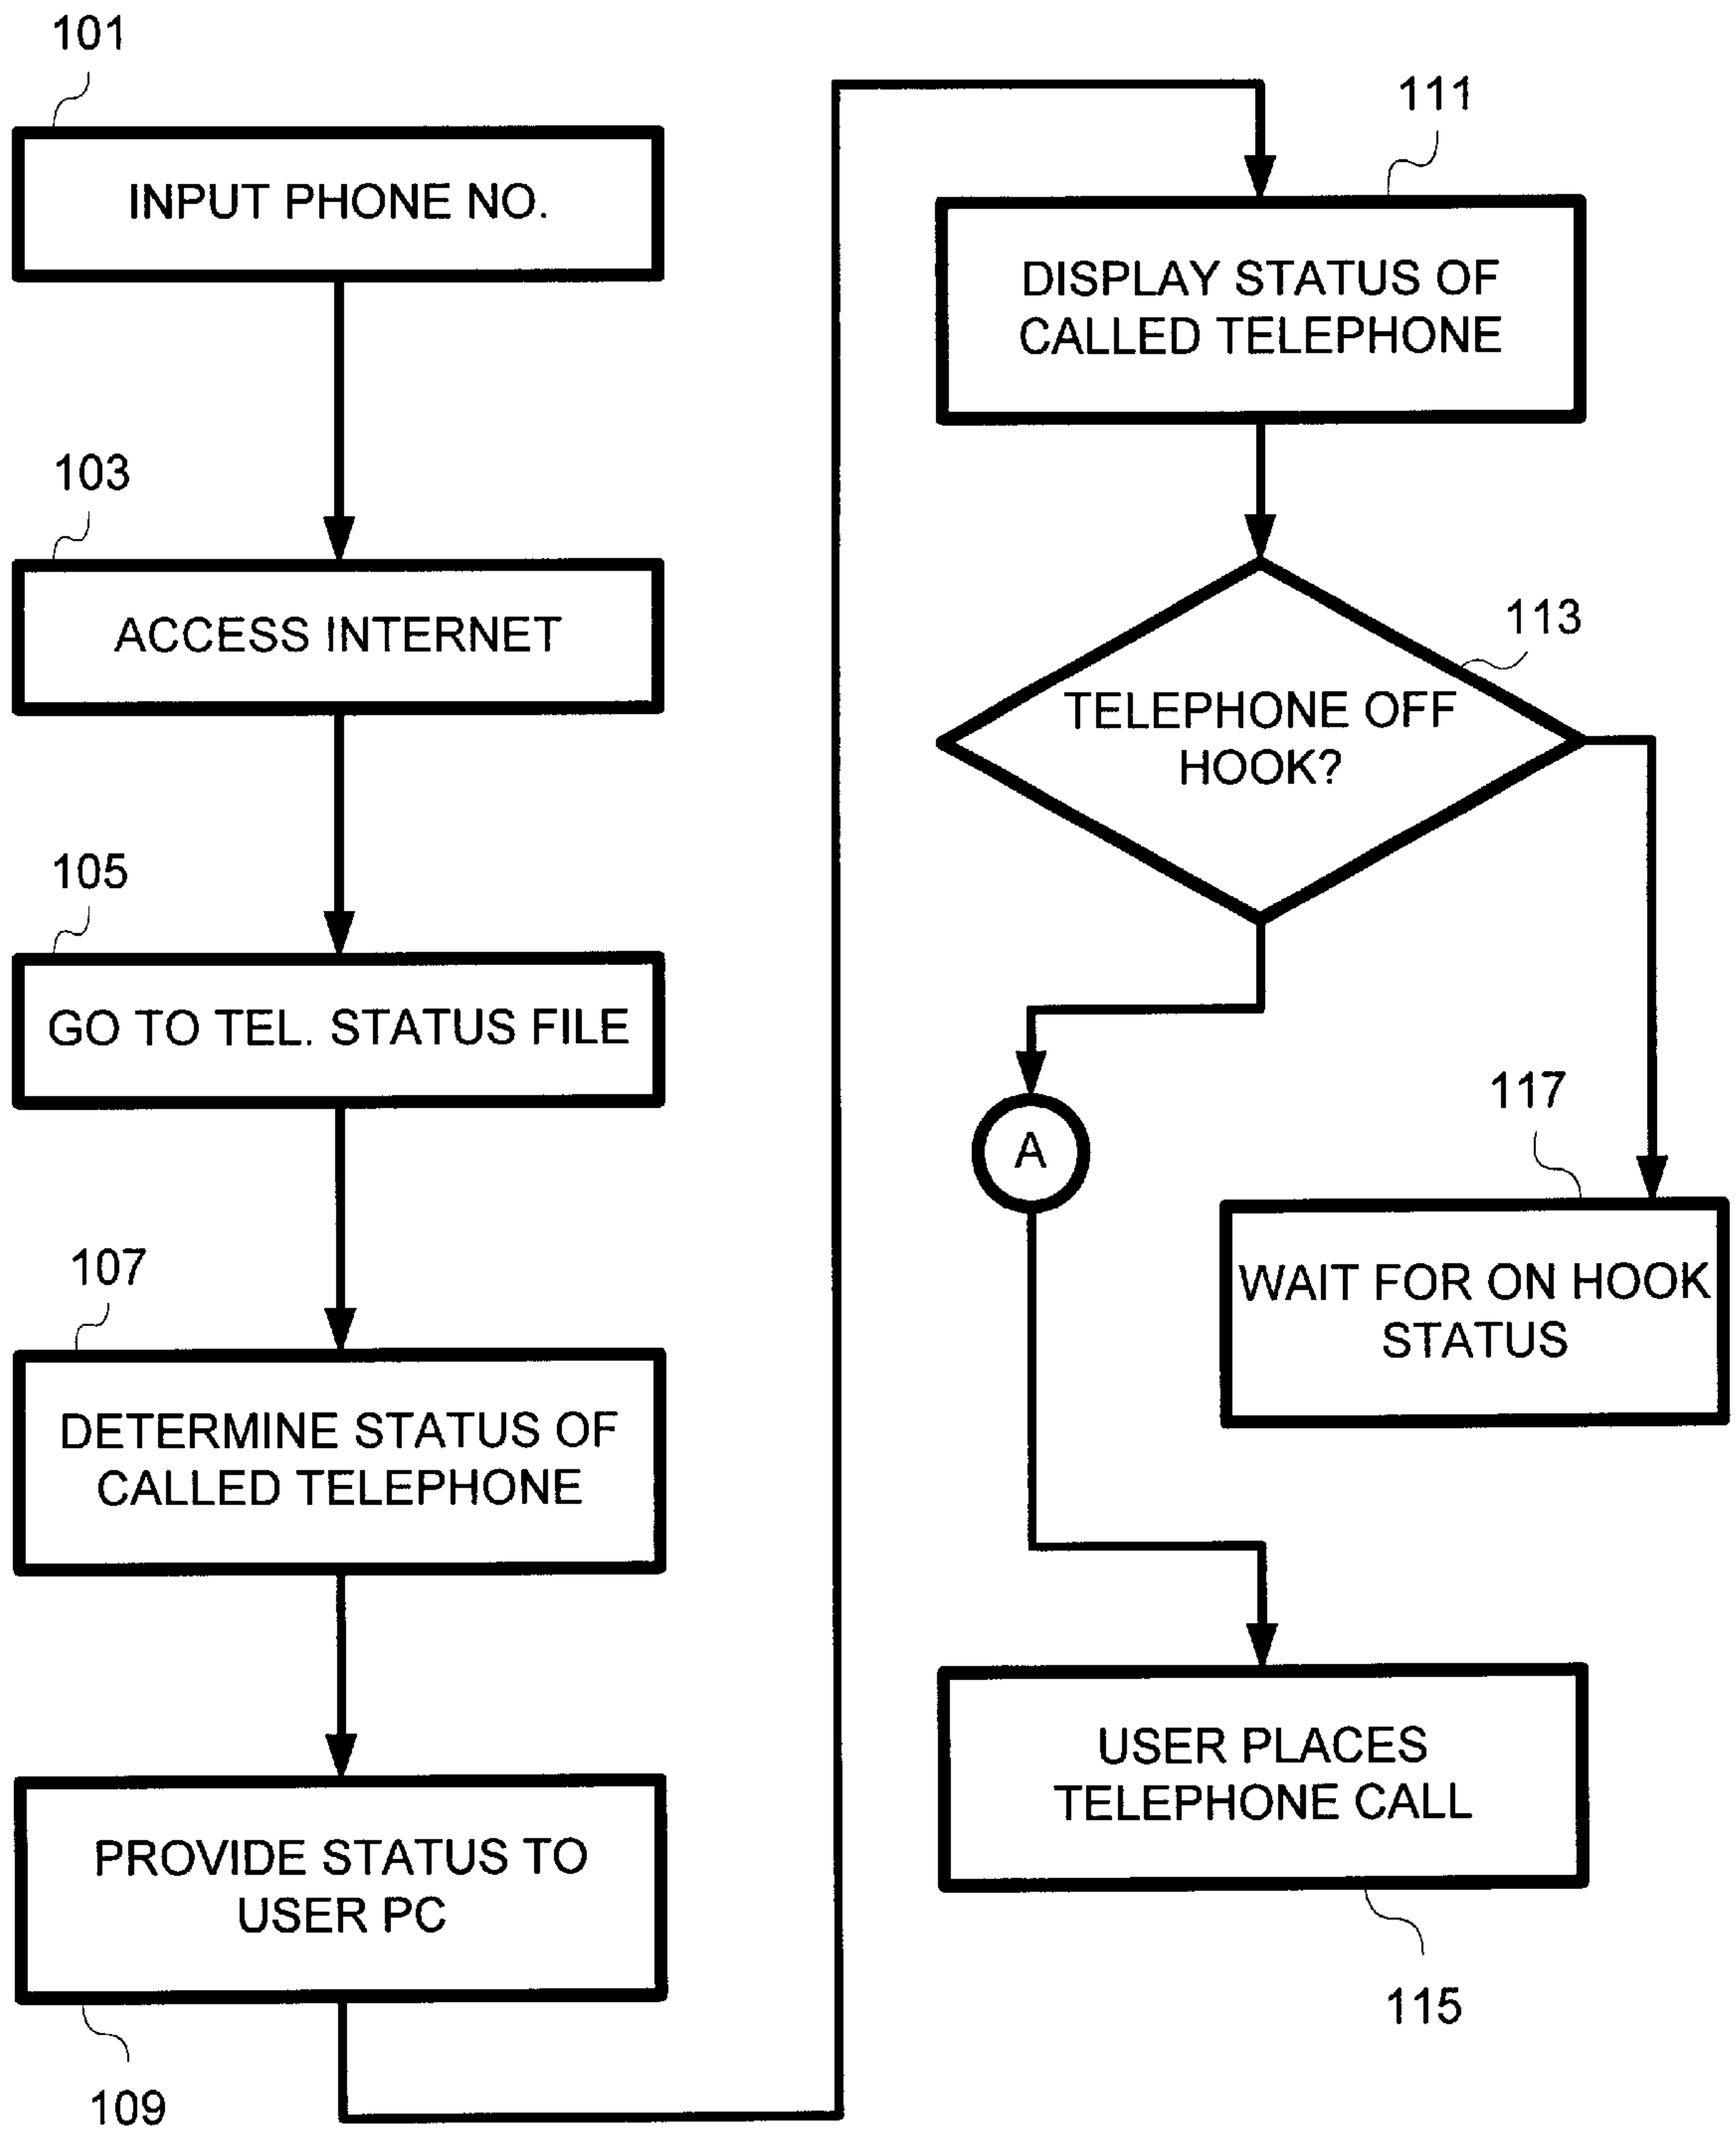 101
INPUT PHONE NO.
103
ACCESS INTERNET
105
GO TO TEL. STATUS FILE
107
DETERMINE STATUS OF
CALLED TELEPHONE
PROVIDE STATUS TO
USER PC
109
111
DISPLAY STATUS OF
CALLED TELEPHONE
113
TELEPHONE OFF
HOOK?
A
117
WAIT FOR ON HOOK
STATUS
USER PLACES
TELEPHONE CALL
115